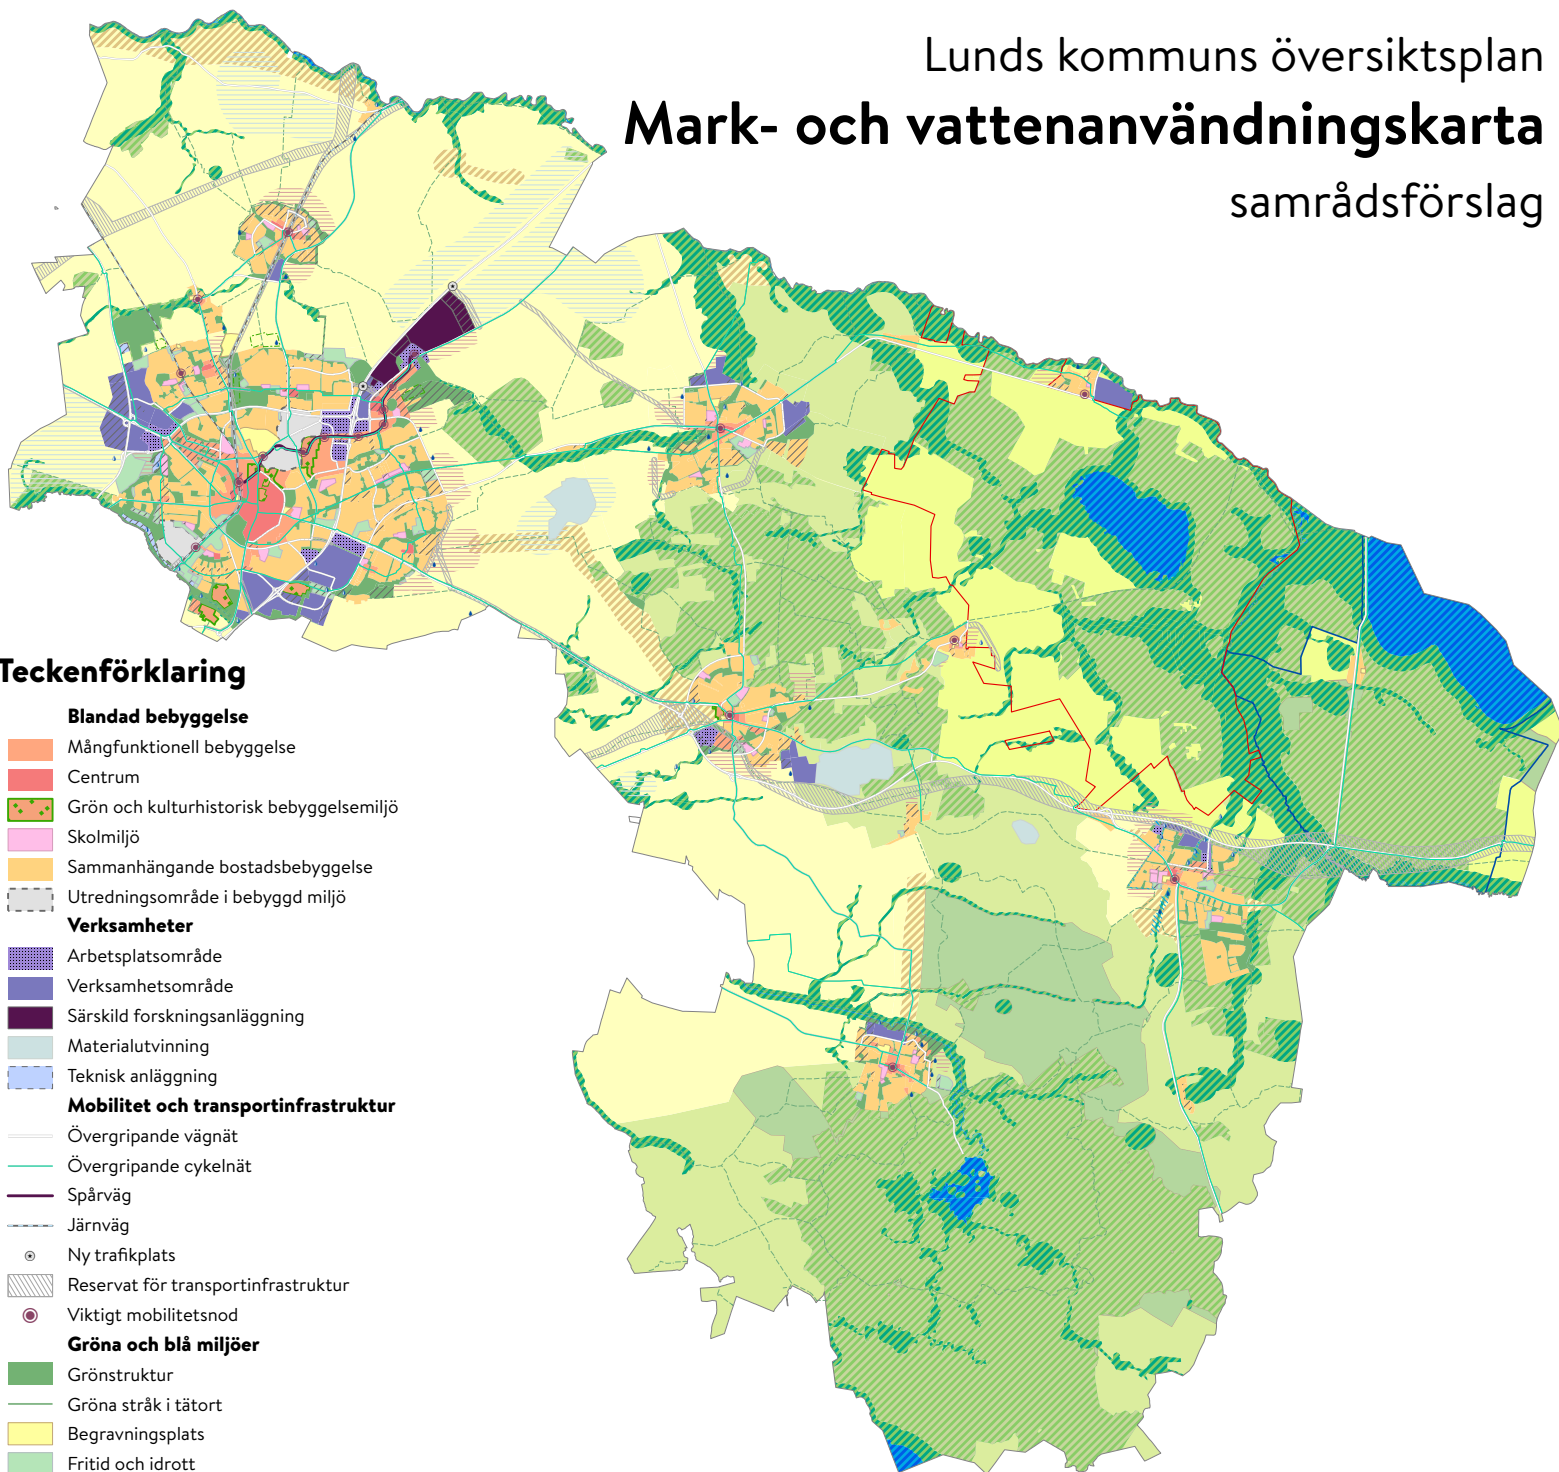 Lunds kommuns översiktsplan
Mark- och vattenanvändningskarta
samrådsförslag
Teckenförklaring
Blandad bebyggelse
Mångfunktionell bebyggelse
Centrum
Grön och kulturhistorisk bebyggelsemiljö
Skolmiljö
Sammanhängande bostadsbebyggelse
Utredningsområde i bebyggd miljö
Verksamheter
Arbetsplatsområde
Verksamhetsområde
Särskild forskningsanläggning
Materialutvinning
Teknisk anläggning
Mobilitet och transportinfrastruktur
Övergripande vägnät
Övergripande cykelnät
Spårväg
Järnväg
Ny trafikplats
Reservat för transportinfrastruktur
Viktigt mobilitetsnod
Gröna och blå miljöer
Grönstruktur
Gröna stråk i tätort
Begravningsplats
Fritid och idrott